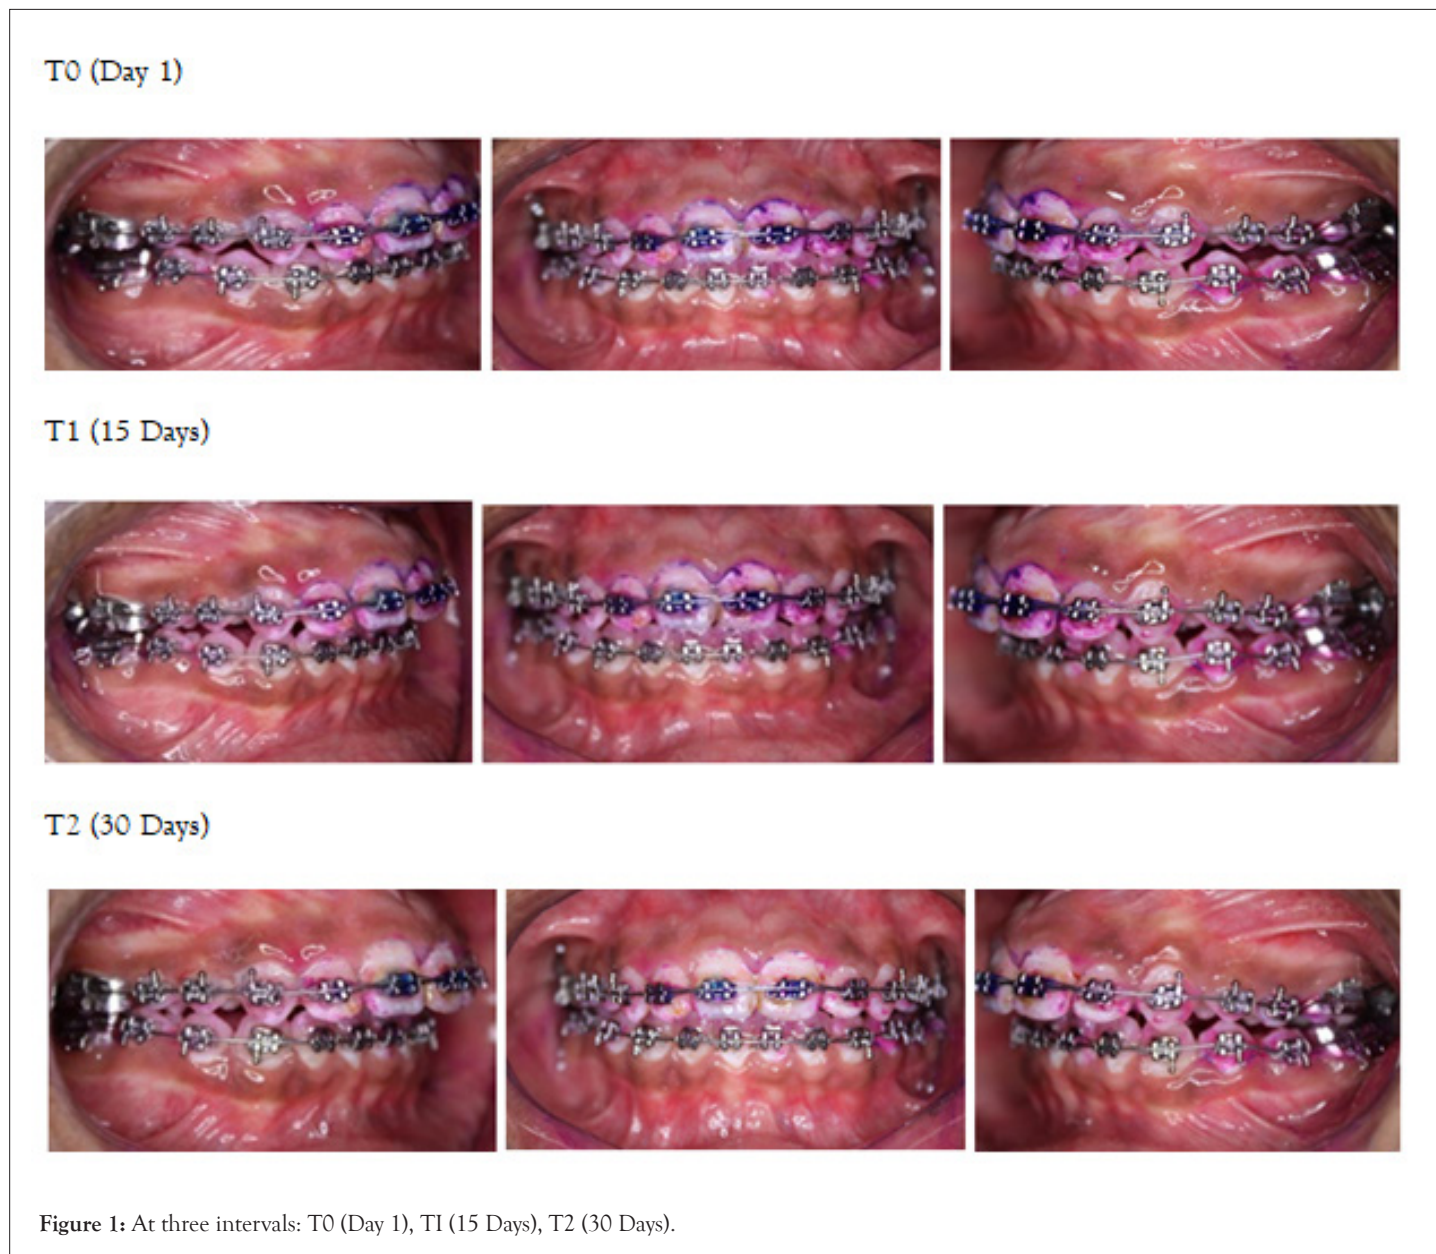 T0 (Day 1)
T1 (15 Days)
T2 (30 Days)
Figure 1: At three intervals: T0 (Day 1), TI (15 Days), T2 (30 Days).